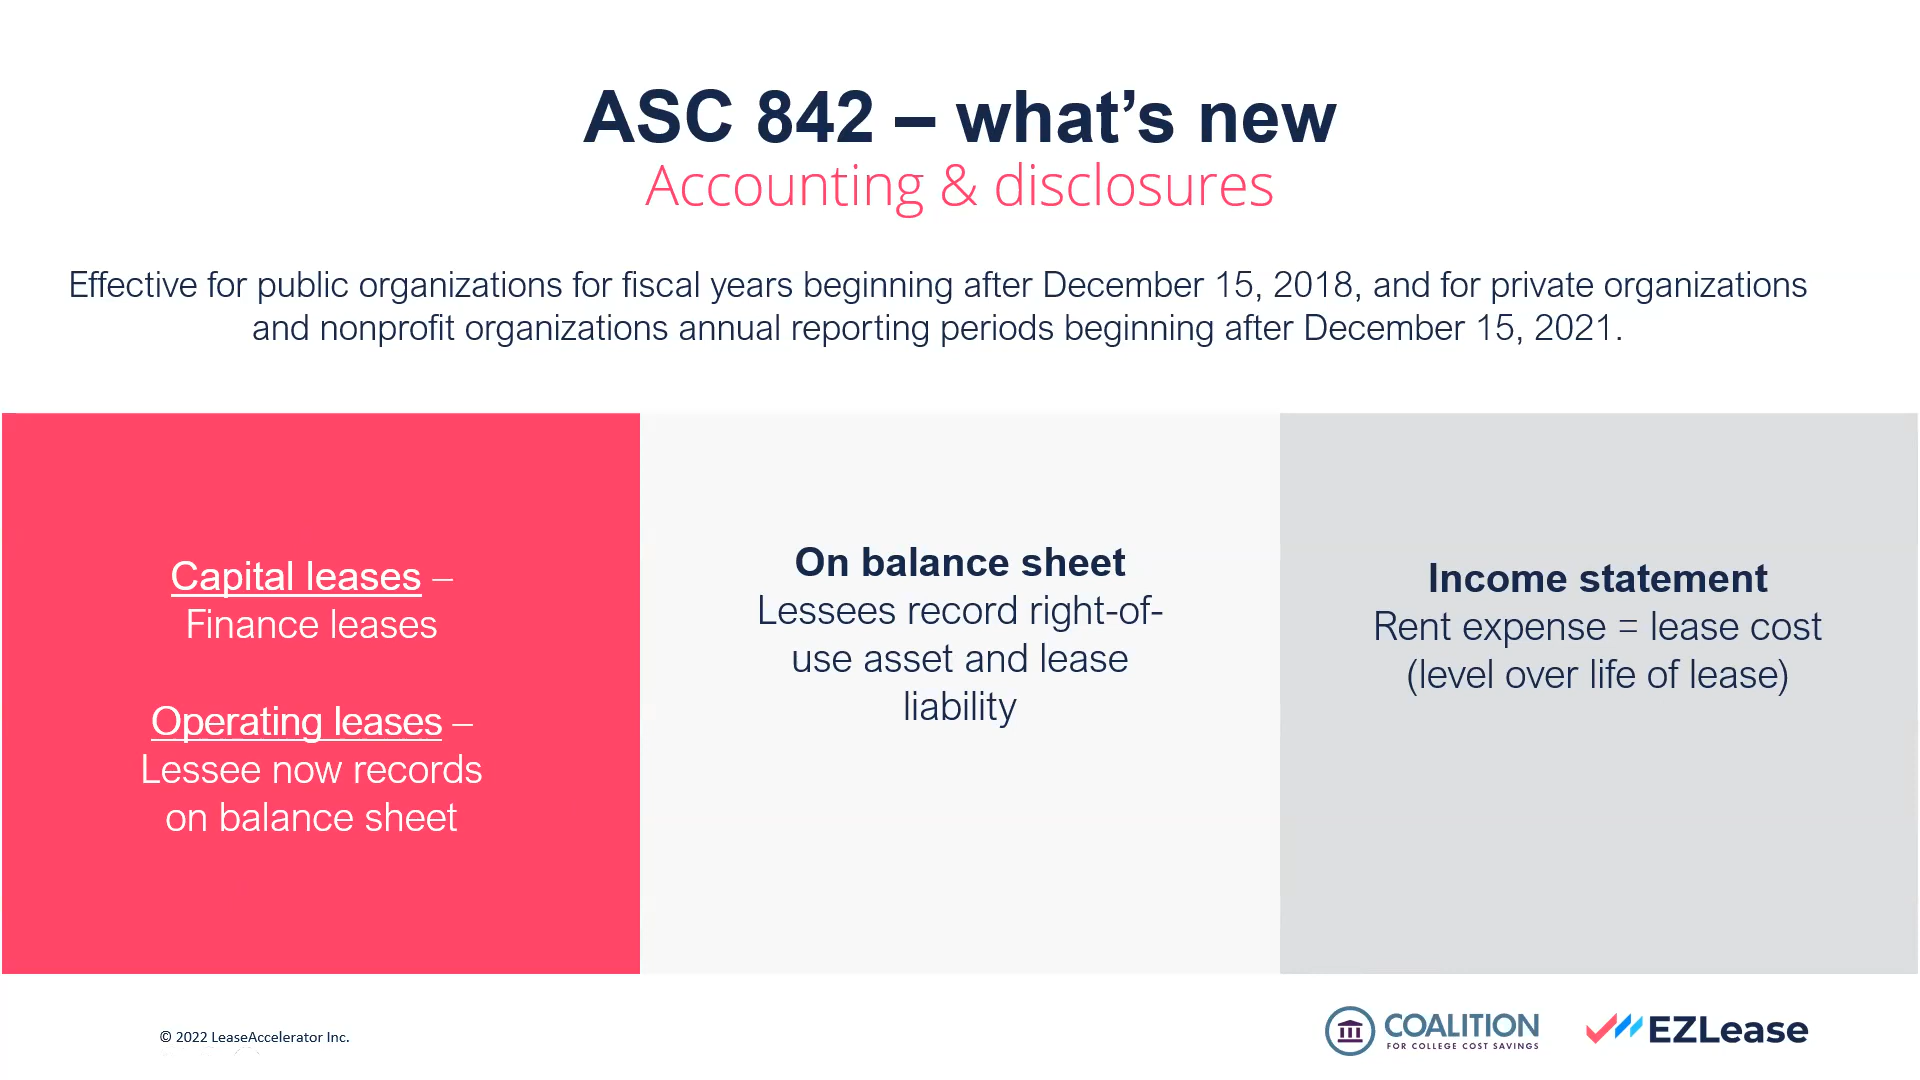 ASC 842 – what’s new
Accounting & disclosures
Effective for public organizations for fiscal years beginning after December 15, 2018, and for private organizations
and nonprofit organizations annual reporting periods beginning after December 15, 2021.
Capital leases –
Finance leases
Operating leases –
Lessee now records
on balance sheet
On balance sheet
Lessees record right-of-
use asset and lease
liability
Income statement
Rent expense = lease cost
(level over life of lease)
© 2022 LeaseAccelerator Inc.
COALITION
FOR COLLEGE COST SAVINGS
EZLease